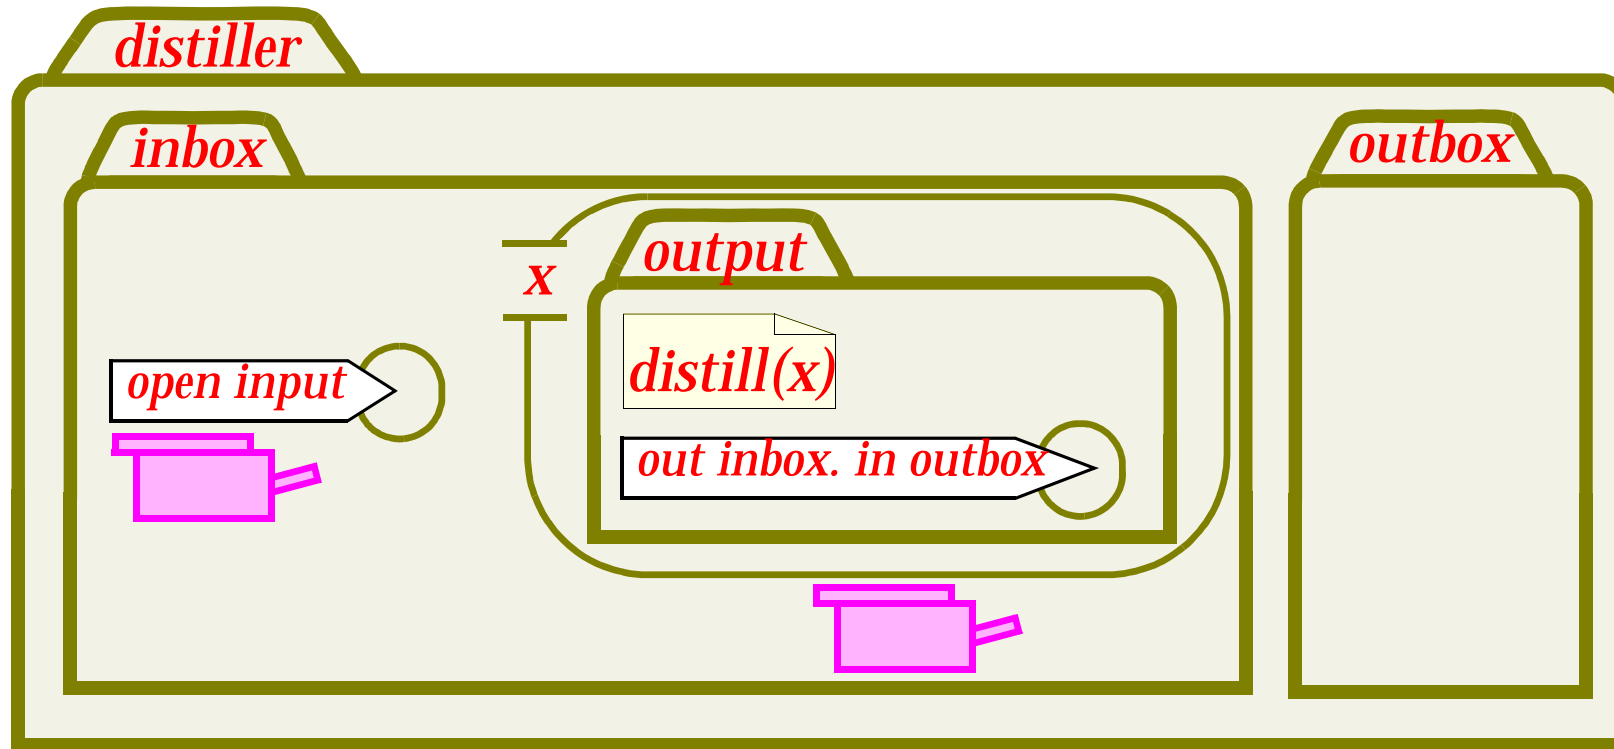 distiller
inbox
outbox
output
x
distill(x)
open input
out inbox. in outbox